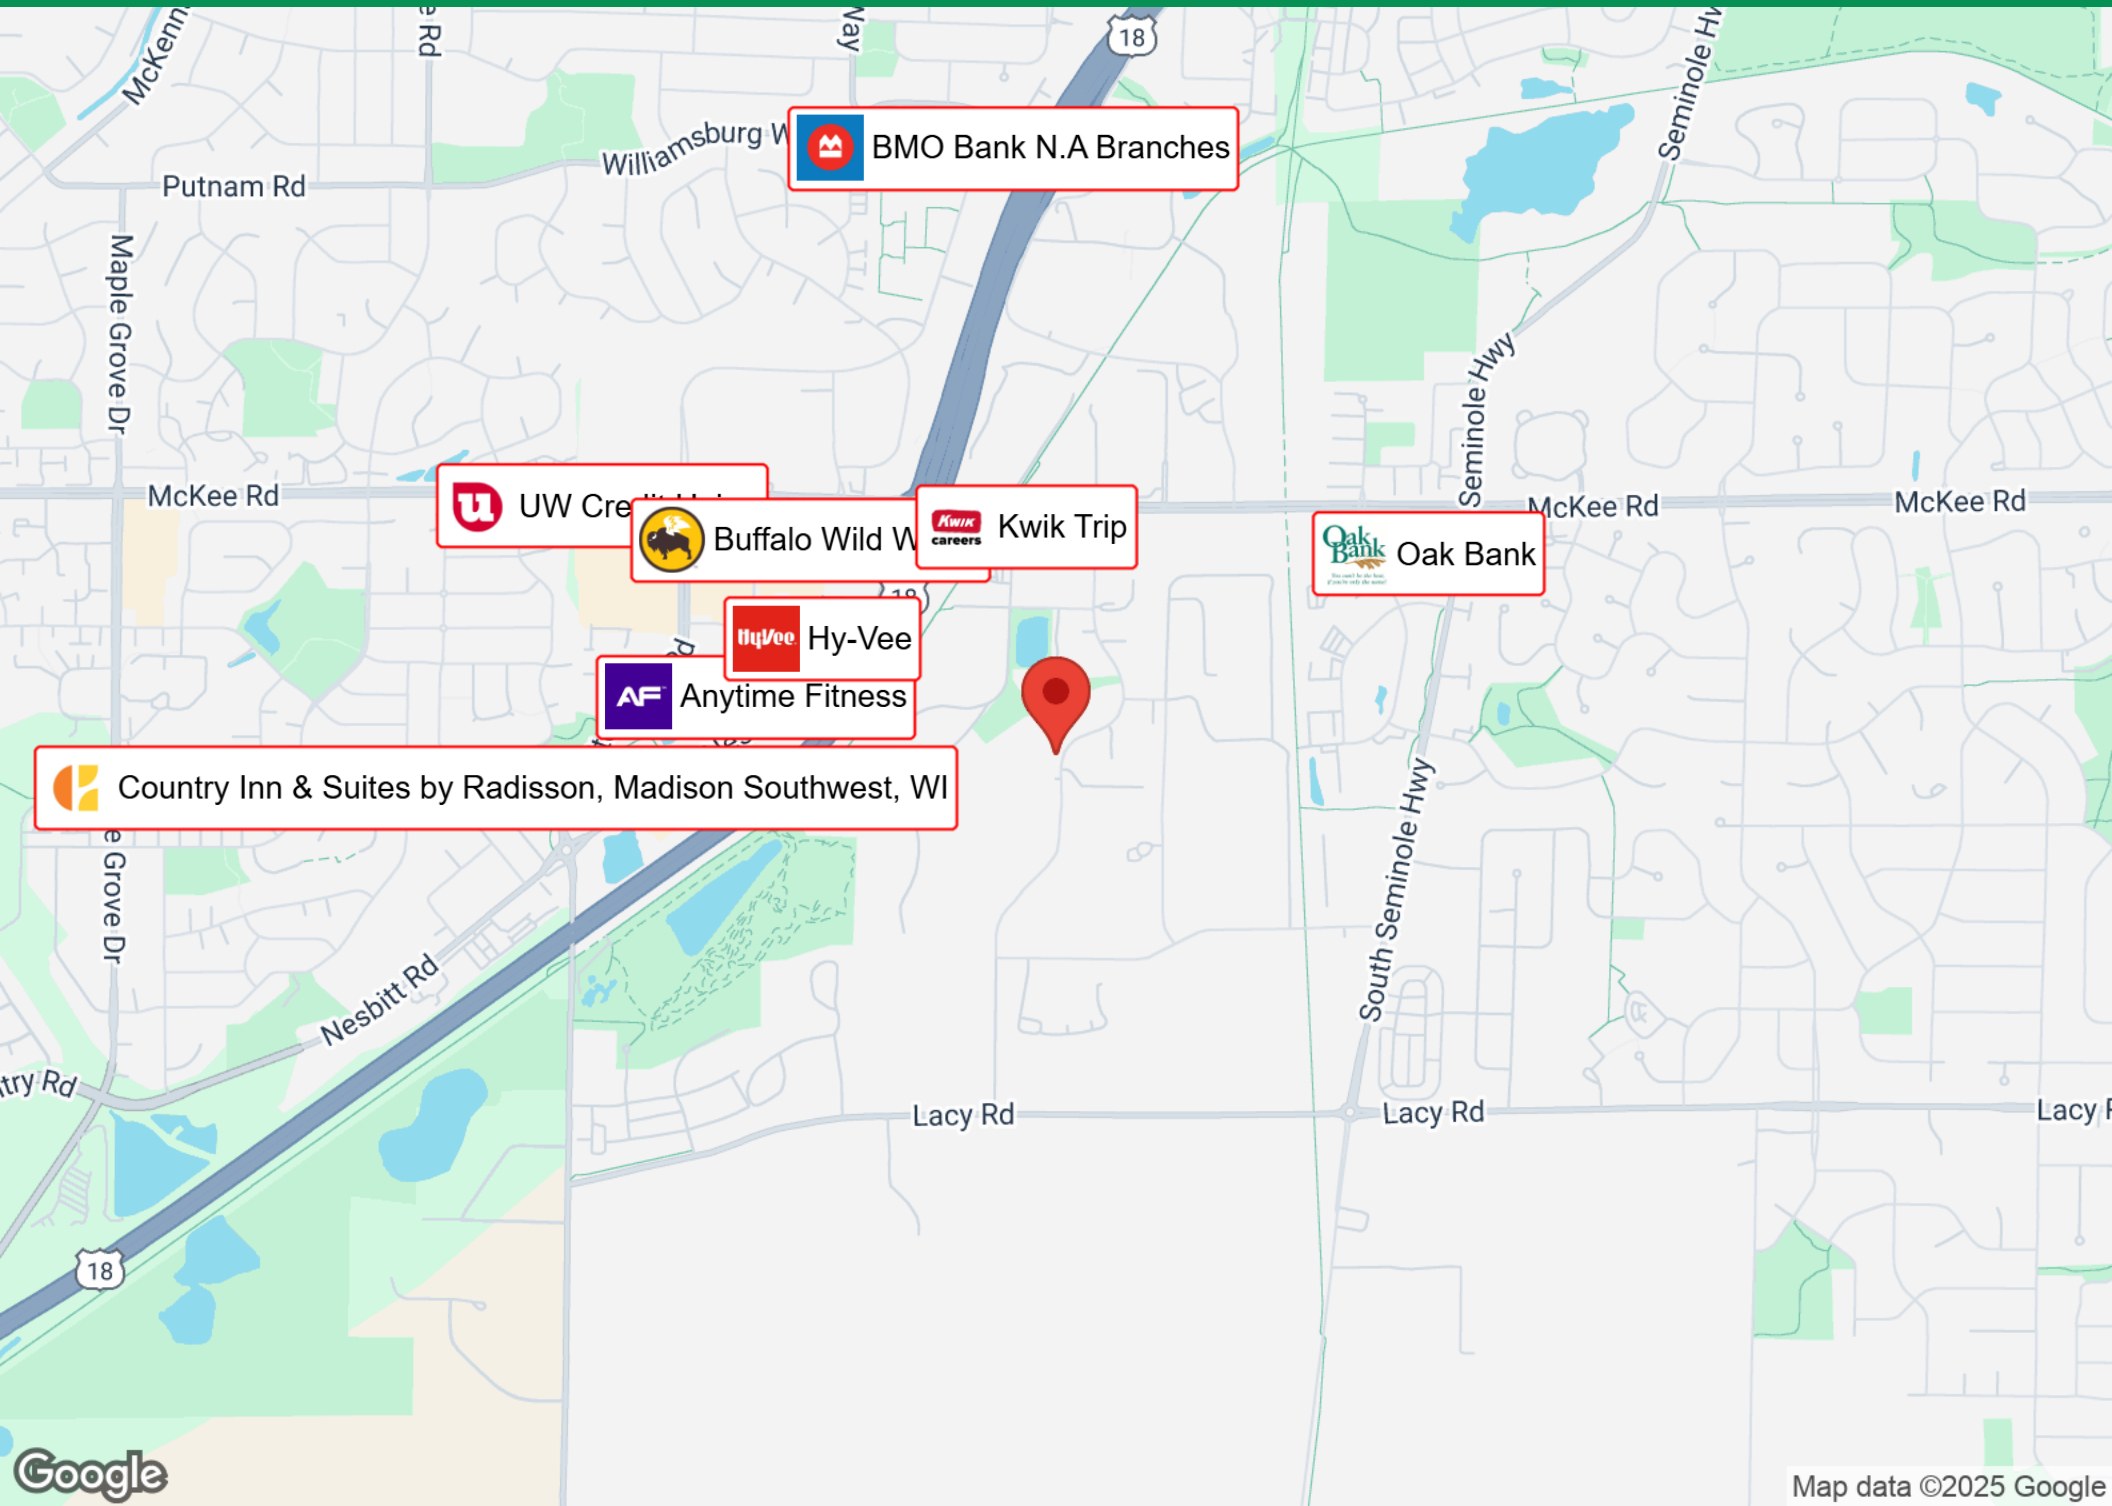 18
Williamsburg W
BMO Bank N.A Branches
Putnam Rd
Maple Grove Dr
Seminole Hwy
McKee Rd
UW Cre
Buffalo Wild W
Kwik
careers
Kwik Trip
Seminole Hwy
McKee Rd
McKee Rd
Oak
Bank
Oak Bank
18
HyVee
Hy-Vee
AF
Anytime Fitness
Country Inn & Suites by Radisson, Madison Southwest, WI
South Seminole Hwy
e Grove Dr
Nesbitt Rd
try Rd
Lacy Rd
Lacy Rd
Lacy
18
Google
Map data ©2025 Google